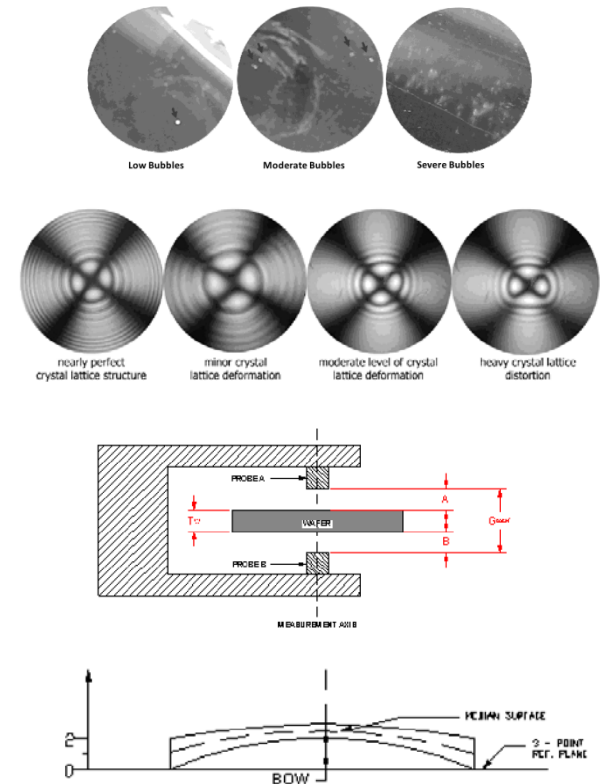 Low Bubbles
Moderate Bubbles
Severe Bubbles
nearly perfect
crystal lattice structure
minor crystal
lattice deformation
moderate level of crystal
lattice deformation
heavy crystal lattice
distortion
PROBE A
A
T
WAFER
G
B
PROBE B
MEASUREMENT AXIS
MEDIAN SURFACE
2
3 - POINT
REF. PLANE
0
BOW